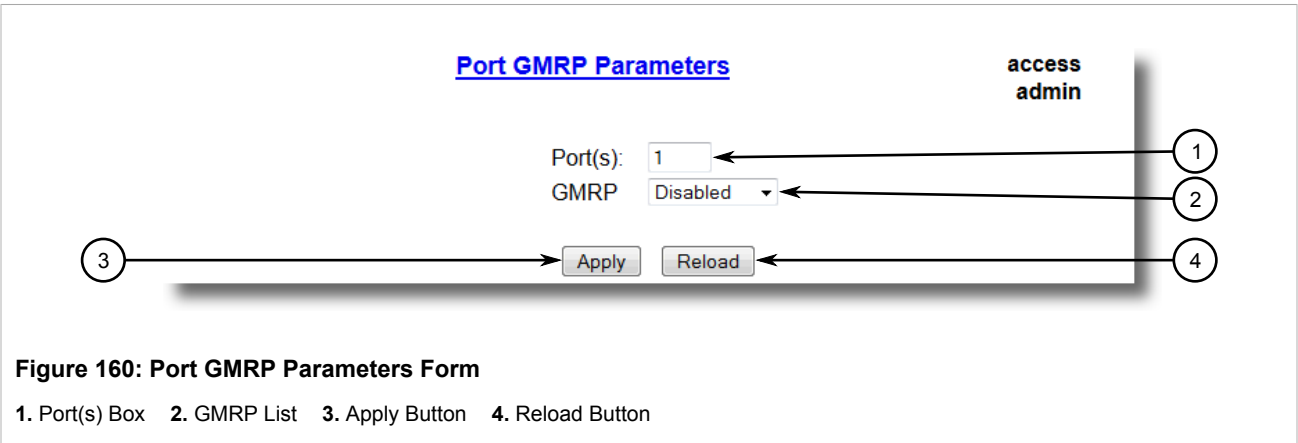 Port GMRP Parameters
access
admin
Port(s): 1
1
GMRP Disabled
2
3
Apply Reload
4
Figure 160: Port GMRP Parameters Form
1. Port(s) Box 2. GMRP List 3. Apply Button 4. Reload Button